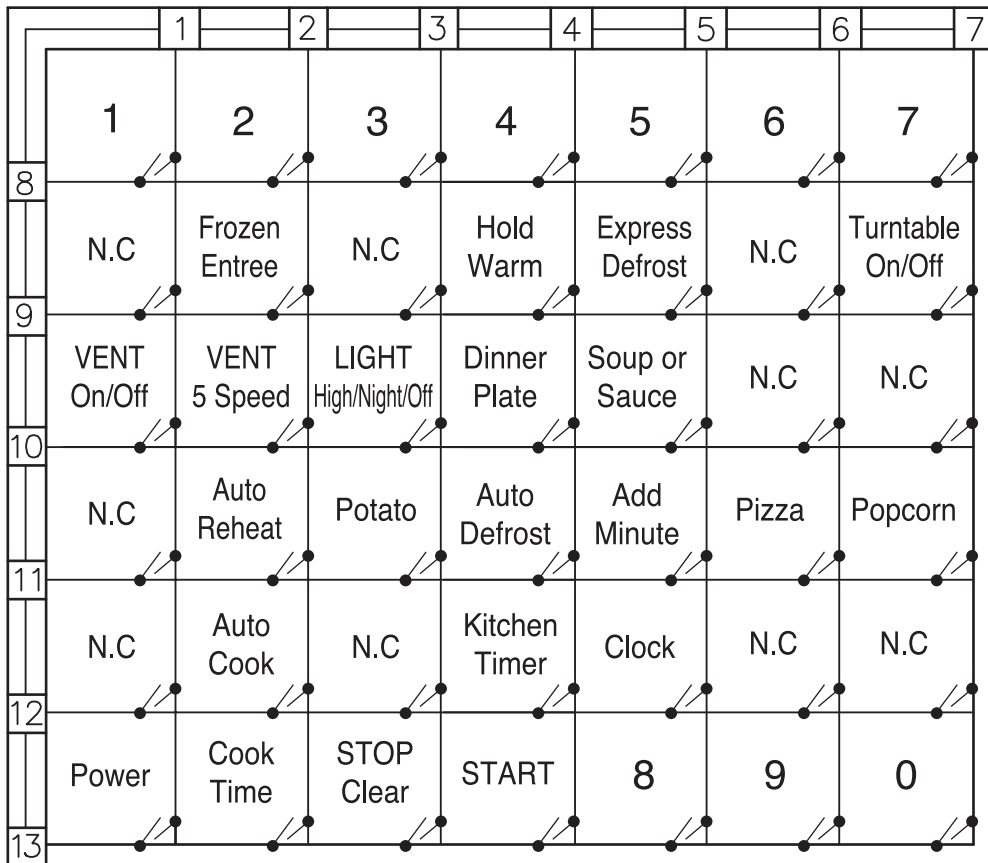 1 2 3 4 5 6 7
1 2 3 4 5 6 7
8
N.C Frozen N.C Hold Express N.C Turntable
Entree Warm Defrost On/Off
9
VENT VENT LIGHT Dinner Soup or N.C N.C
On/Off 5 Speed High/Night/Off Plate Sauce
10
N.C Auto Potato Auto Add Pizza Popcorn
Reheat Defrost Minute
11
N.C Auto N.C Kitchen Clock N.C N.C
Cook Timer
12
Power Cook STOP START 8 9 0
Time Clear
13